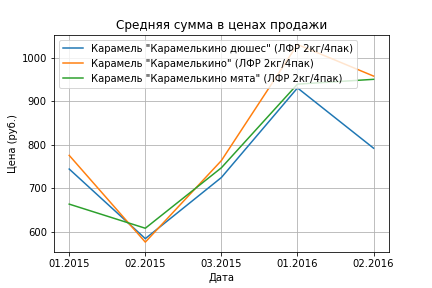 Средняя сумма в ценах продажи
Карамель "Карамелькино дюшес" (ЛФР 2кг/4пак)
Карамель "Карамелькино" (ЛФР 2кг/4пак)
Карамель "Карамелькино мята" (ЛФР 2кг/4пак)
Цена (руб.)
1000
900
800
700
600
01.2015
02.2015
03.2015
01.2016
02.2016
Дата